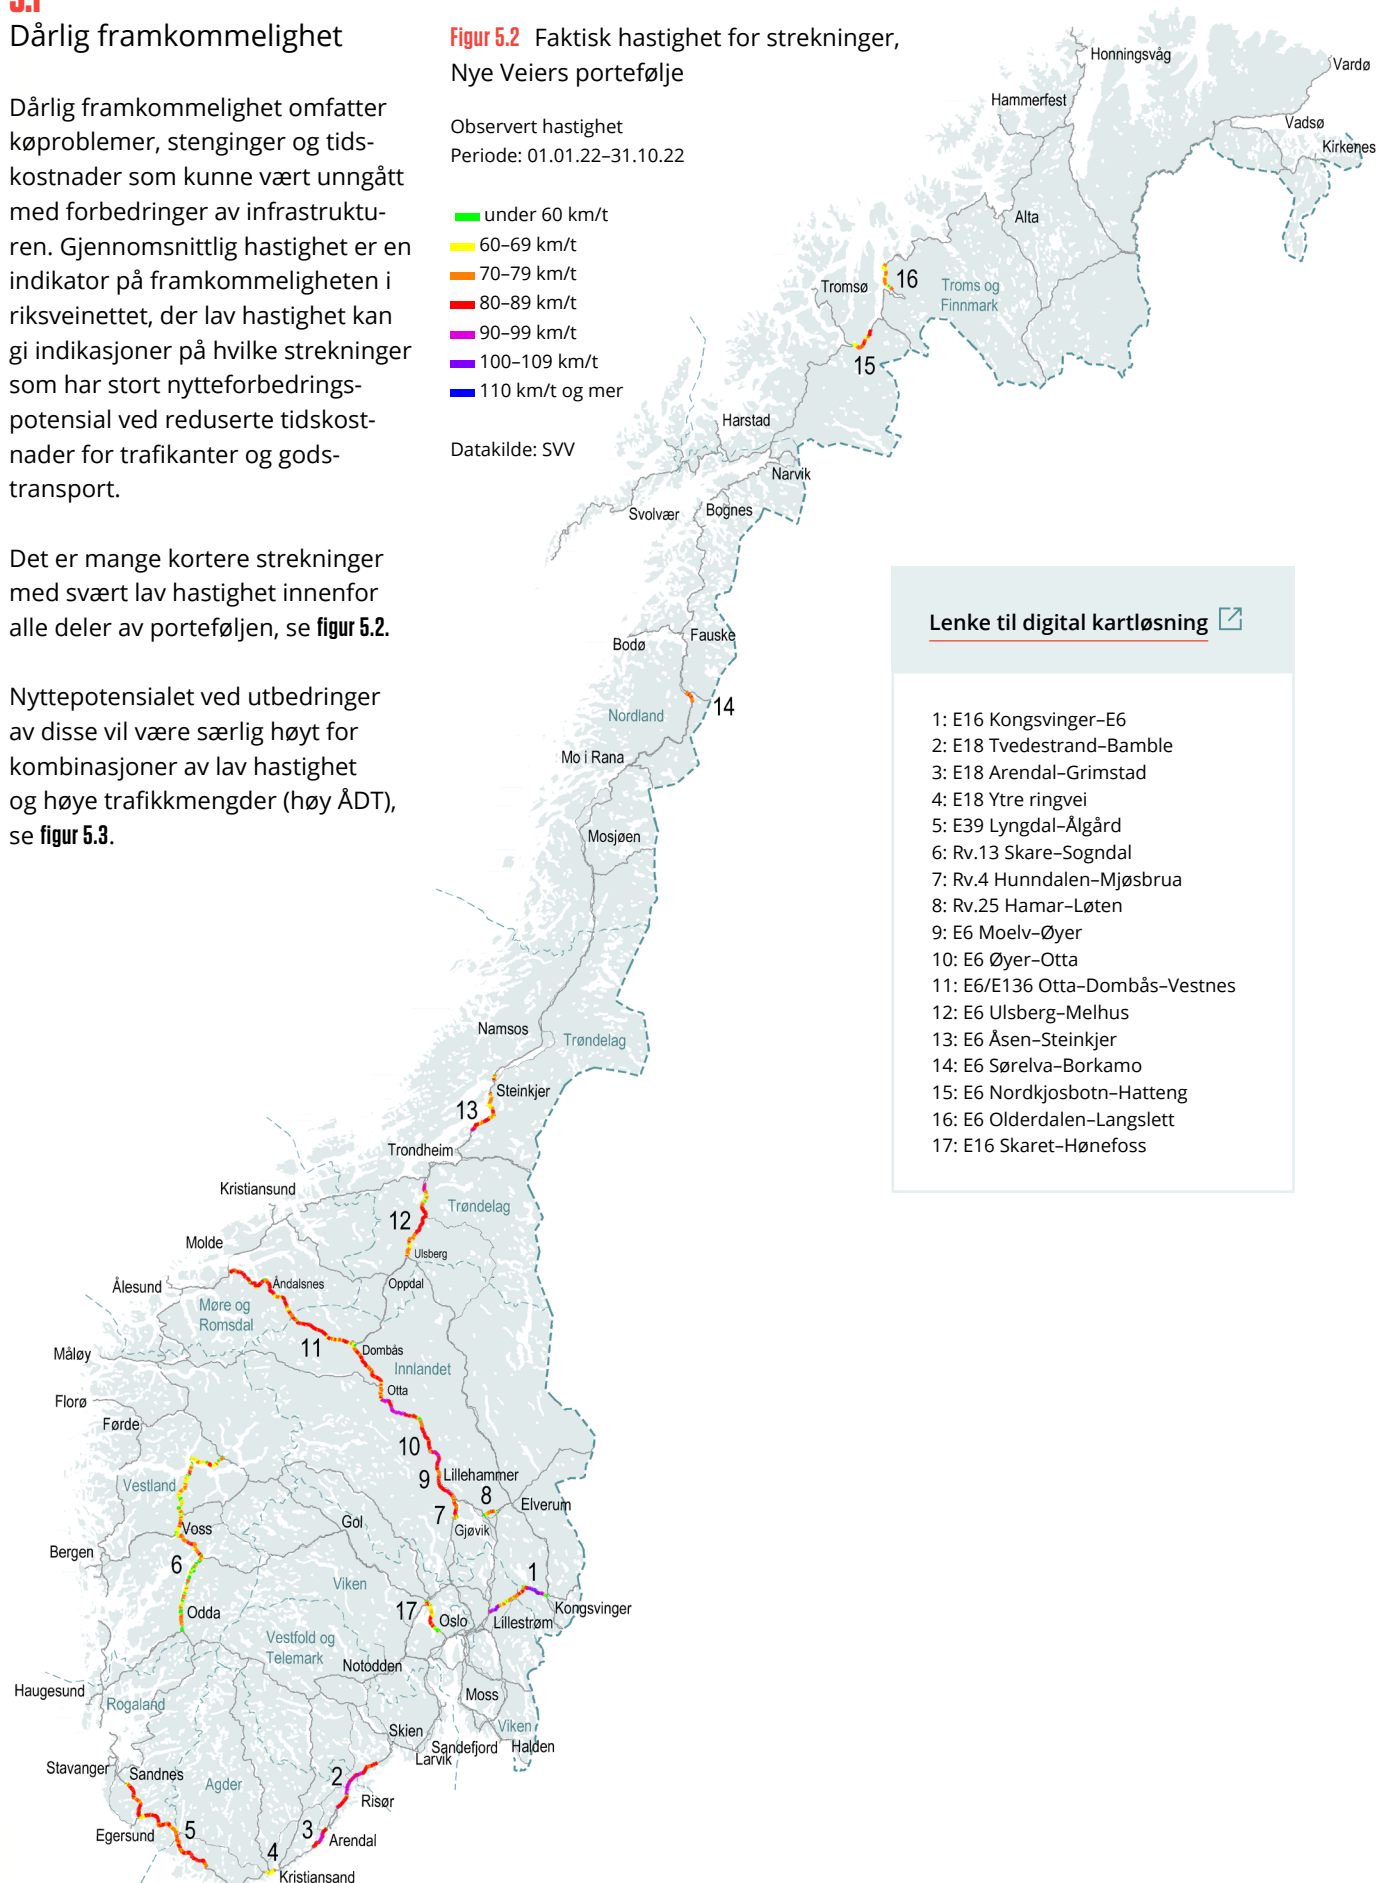 5.1
Dårlig framkommelighet
Dårlig framkommelighet omfatter
køproblemer, stenginger og tids-
kostnader som kunne vært unngått
med forbedringer av infrastruktu-
ren. Gjennomsnittlig hastighet er en
indikator på framkommeligheten i
riksveinettet, der lav hastighet kan
gi indikasjoner på hvilke strekninger
som har stort nytteforbedrings-
potensial ved reduserte tidskost-
nader for trafikanter og gods-
transport.
Det er mange kortere strekninger
med svært lav hastighet innenfor
alle deler av porteføljen, se figur 5.2.
Nyttepotensialet ved utbedringer
av disse vil være særlig høyt for
kombinasjoner av lav hastighet
og høye trafikkmengder (høy ÅDT),
se figur 5.3.
Figur 5.2 Faktisk hastighet for strekninger,
Nye Veiers portefølje
Observert hastighet
Periode: 01.01.22–31.10.22
under 60 km/t
60–69 km/t
70–79 km/t
80–89 km/t
90–99 km/t
100–109 km/t
110 km/t og mer
Datakilde: SVV
Honningsvåg
Vardø
Hammerfest
Vadsø
Kirkenes
Alta
16
Tromsø
Troms og
Finnmark
15
Harstad
Narvik
Svolvær
Bognes
Fauske
Bodø
14
Nordland
Mo i Rana
Mosjøen
Namsos
Trøndelag
Steinkjer
13
Trondheim
Kristiansund
Trøndelag
12
Molde
Ulsberg
Ålesund
Åndalsnes
Oppdal
Møre og
Romsdal
11
Dombås
Måløy
Innlandet
Otta
Florø
Førde
10
9
Lillehammer
Vestland
8
7
Elverum
Gjøvik
Gol
Voss
Bergen
6
1
Viken
17
Kongsvinger
Odda
Oslo
Lillestrøm
Vestfold og
Telemark
Notodden
Haugesund
Rogaland
Moss
Skien
Viken
Sandefjord
Halden
Larvik
Stavanger
Sandnes
Agder
2
Risør
Egersund
5
3
Arendal
4
Kristiansand
Lenke til digital kartløsning
1: E16 Kongsvinger–E6
2: E18 Tvedestrand–Bamble
3: E18 Arendal–Grimstad
4: E18 Ytre ringvei
5: E39 Lyngdal–Ålgård
6: Rv.13 Skare–Sogndal
7: Rv.4 Hunndalen–Mjøsbrua
8: Rv.25 Hamar–Løten
9: E6 Moelv–Øyer
10: E6 Øyer–Otta
11: E6/E136 Otta–Dombås–Vestnes
12: E6 Ulsberg–Melhus
13: E6 Åsen–Steinkjer
14: E6 Sørelva–Borkamo
15: E6 Nordkjosbotn–Hatteng
16: E6 Olderdalen–Langslett
17: E16 Skaret–Hønefoss